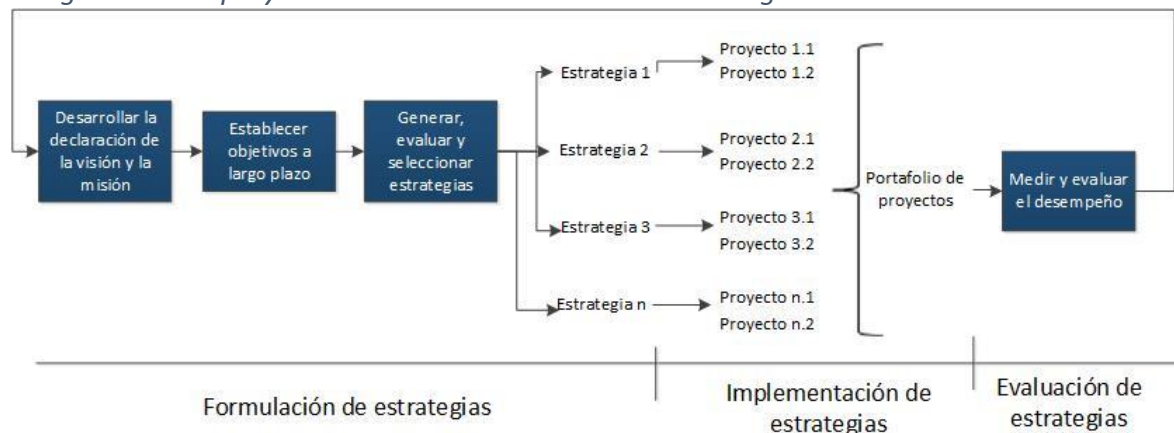 Desarrollar la
declaración de
la visión y la
misión
Establecer
objetivos a
largo plazo
Generar,
evaluar y
seleccionar
estrategias
Estrategia 1
Estrategia 2
Estrategia 3
Estrategia n
Proyecto 1.1
Proyecto 1.2
Proyecto 2.1
Proyecto 2.2
Proyecto 3.1
Proyecto 3.2
Proyecto n.1
Proyecto n.2
Portafolio de
proyectos
Medir y evaluar
el desempeño
Formulación de estrategias
Implementación de
estrategias
Evaluación de
estrategias